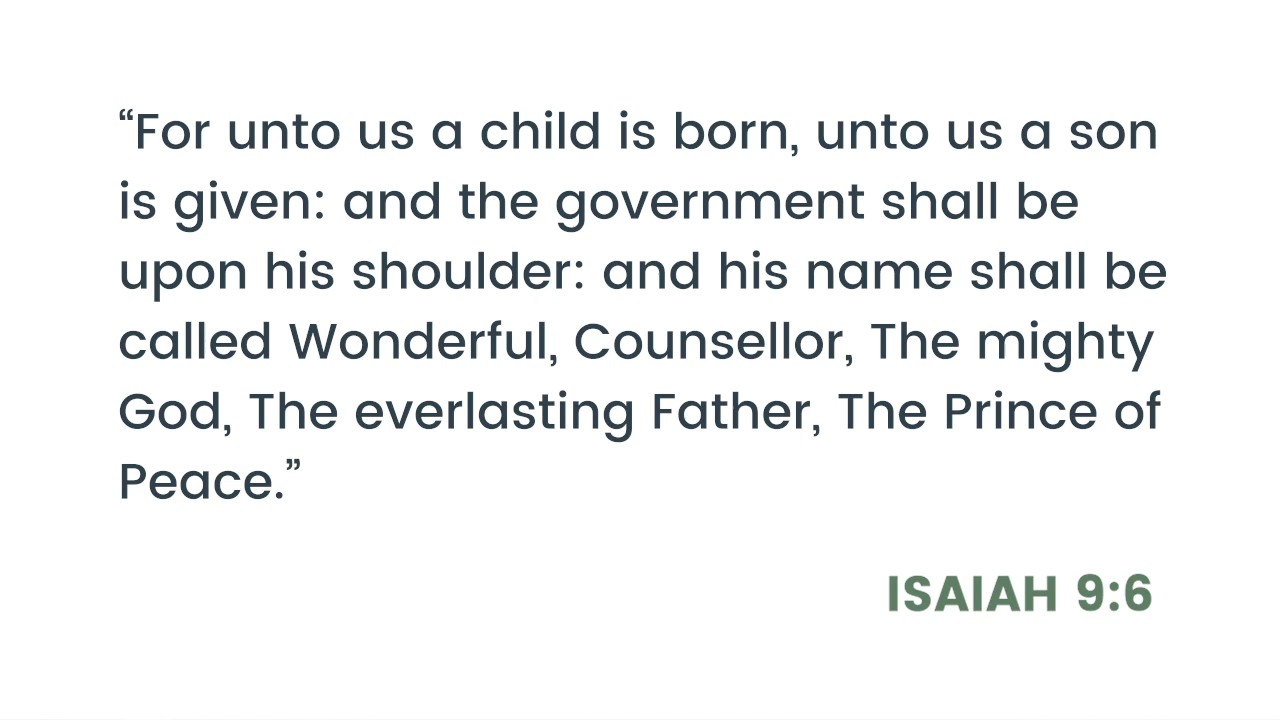 “For unto us a child is born, unto us a son
is given: and the government shall be
upon his shoulder: and his name shall be
called Wonderful, Counsellor, The mighty
God, The everlasting Father, The Prince of
Peace.”
ISAIAH 9:6